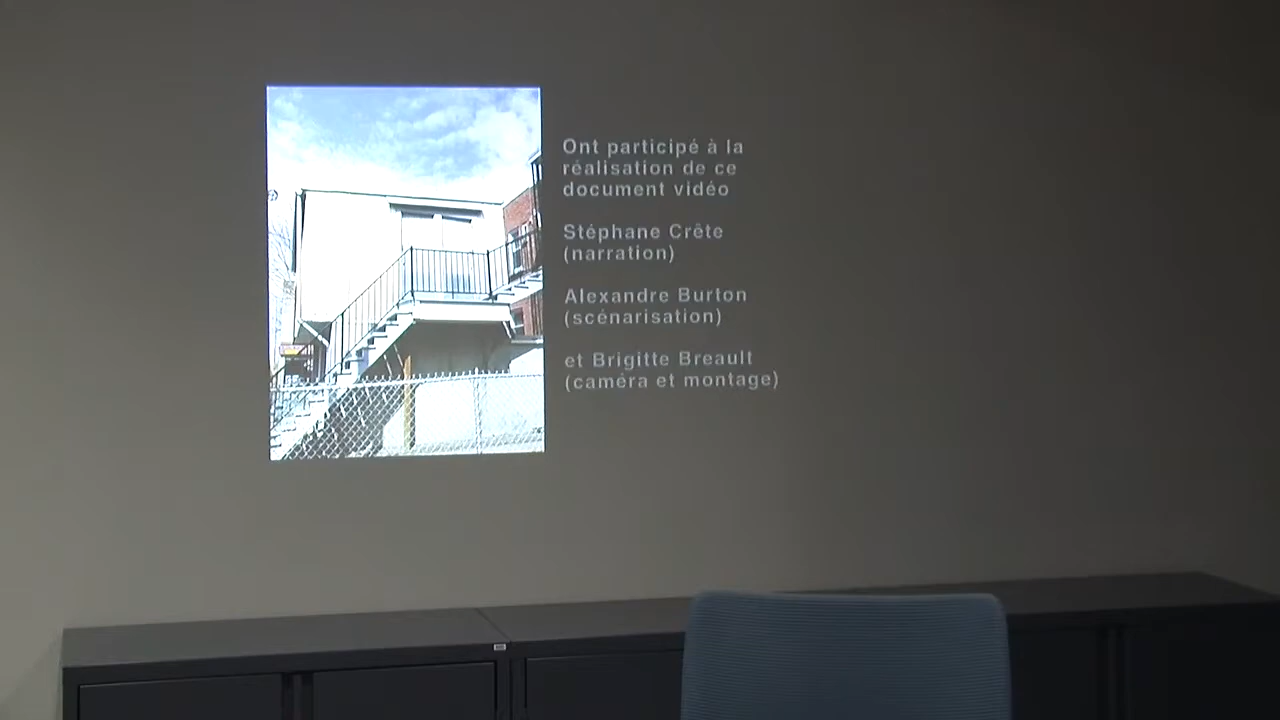 Ont participé à la
réalisation de ce
document vidéo
Stéphane Crête
(narration)
Alexandre Burton
(scénarisation)
et Brigitte Breault
(caméra et montage)